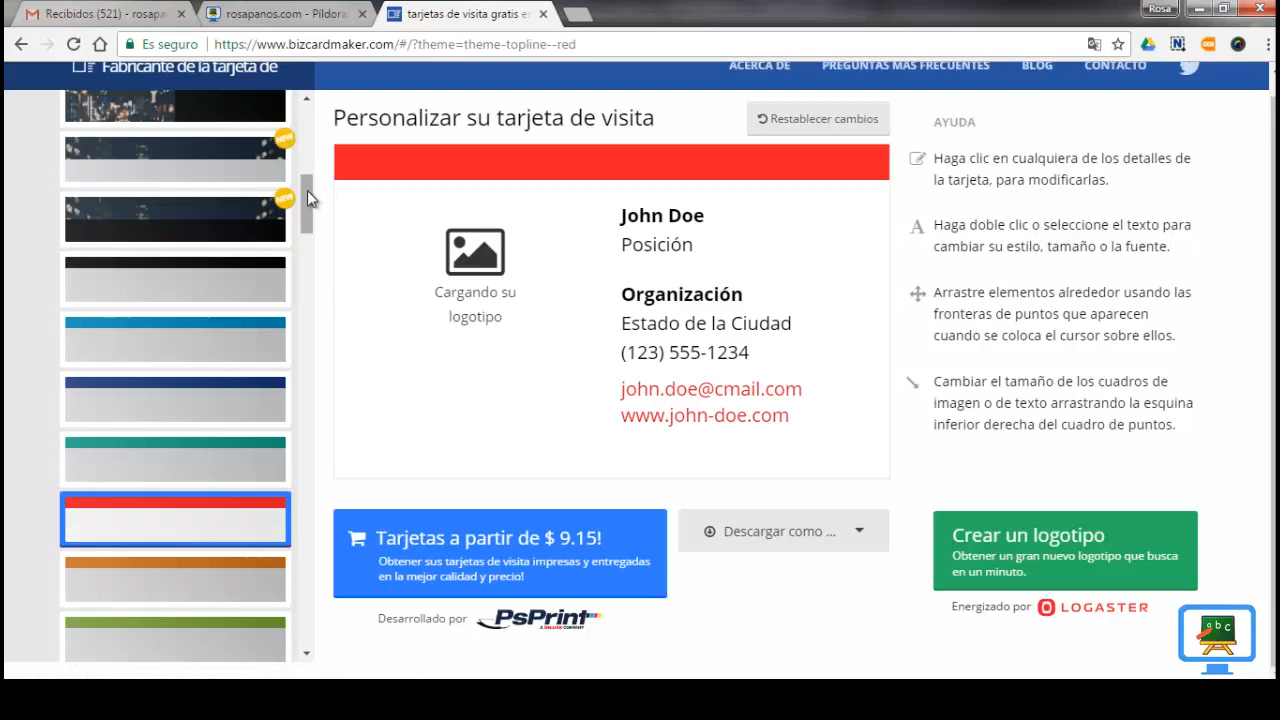 Recibidos (521) - rosapa
rosapanos.com - Pildora
tarjetas de visita gratis e
Rosa
Es seguro
https://www.bizcardmaker.com/#/?theme=theme-topline--red
Fabricante de la tarjeta de
ACERCA DE
PREGUNTAS MAS FRECUENTES
BLOG
CONTACTO
NEW
NEW
Personalizar su tarjeta de visita
Restablecer cambios
Cargando su
logotipo
John Doe
Posición
Organización
Estado de la Ciudad
(123) 555-1234
john.doe@cmail.com
www.john-doe.com
AYUDA
Haga clic en cualquiera de los detalles de
la tarjeta, para modificarlas.
Haga doble clic o seleccione el texto para
cambiar su estilo, tamaño o la fuente.
Arrastre elementos alrededor usando las
fronteras de puntos que aparecen
cuando se coloca el cursor sobre ellos.
Cambiar el tamaño de los cuadros de
imagen o de texto arrastrando la esquina
inferior derecha del cuadro de puntos.
Tarjetas a partir de $ 9.15!
Obtener sus tarjetas de visita impresas y entregadas
en la mejor calidad y precio!
Descargar como ...
Desarrollado por
PsPrint
A DELUXE COMPANY
Crear un logotipo
Obtener un gran nuevo logotipo que busca
en un minuto.
Energizado por
LOGASTER
a b c